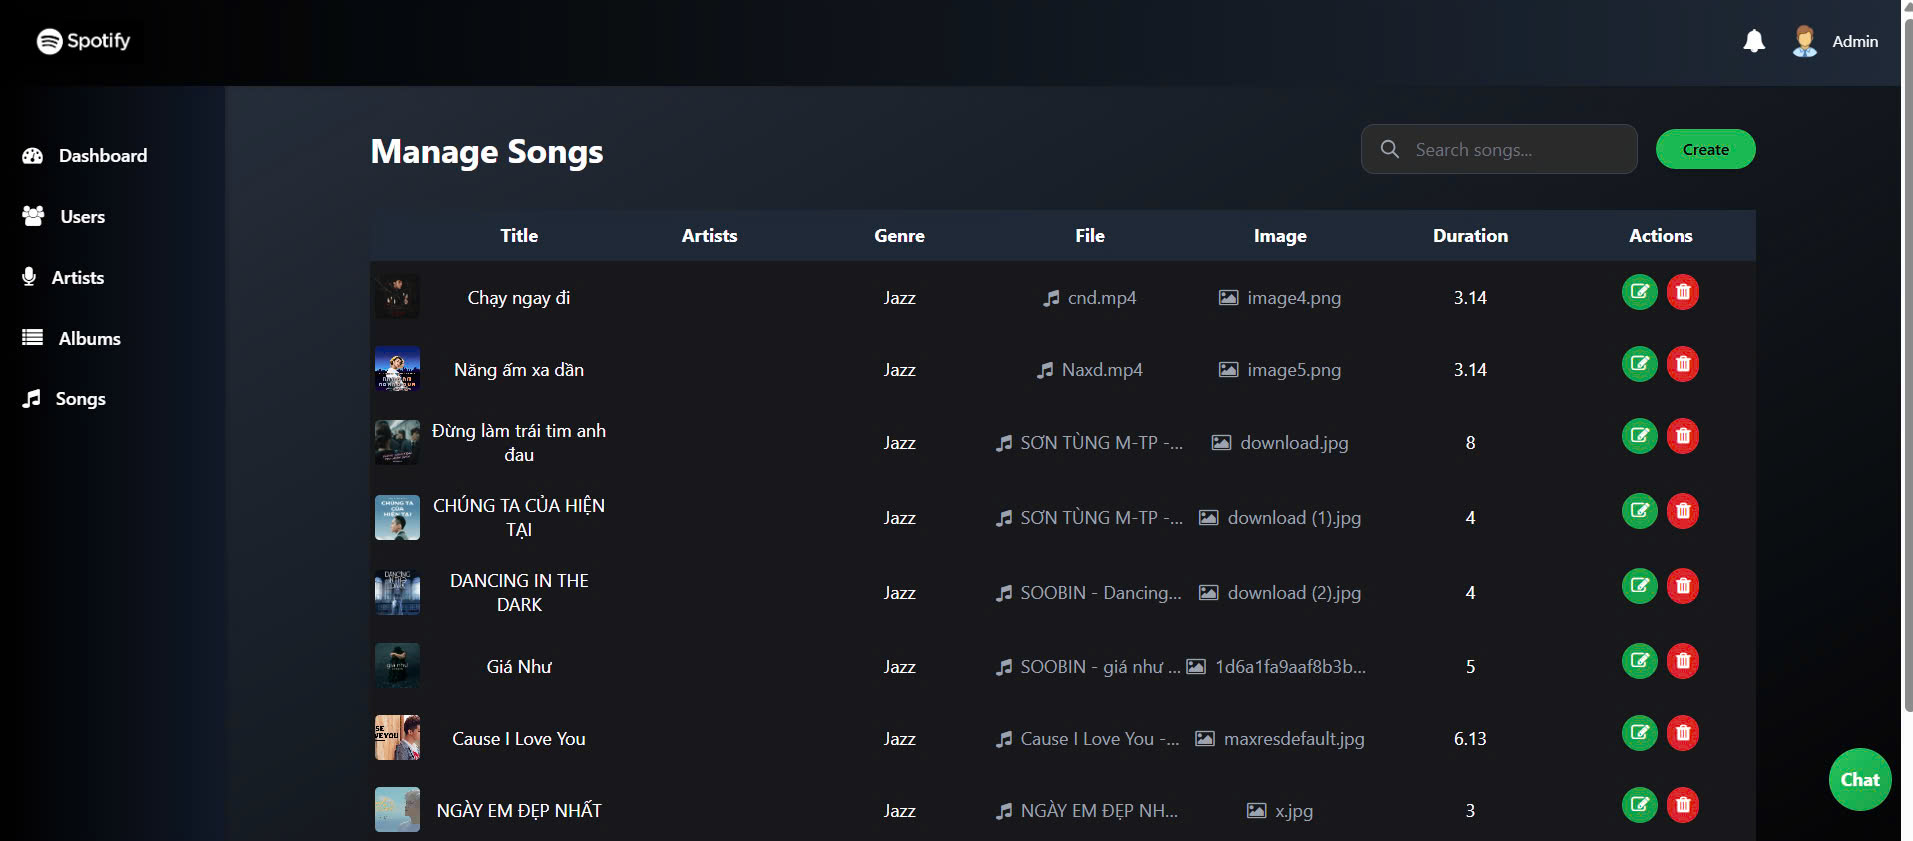 Spotify
Admin
Dashboard
Users
Artists
Albums
Songs
Manage Songs
Search songs...
Create
Title Artists Genre File Image Duration Actions
Chạy ngay đi Jazz cnd.mp4 image4.png 3.14
Năng ấm xa dần Jazz Naxd.mp4 image5.png 3.14
Đừng làm trái tim anh
đau
Jazz SƠN TÙNG M-TP -... download.jpg 8
CHÚNG TA CỦA HIỆN
TẠI
Jazz SƠN TÙNG M-TP -... download (1).jpg 4
DANCING IN THE
DARK
Jazz SOOBIN - Dancing... download (2).jpg 4
Giá Như Jazz SOOBIN - giá như ... 1d6a1fa9aaf8b3b... 5
Cause I Love You Jazz Cause I Love You -... maxresdefault.jpg 6.13
NGÀY EM ĐẸP NHẤT Jazz NGÀY EM ĐẸP NH... x.jpg 3
Chat